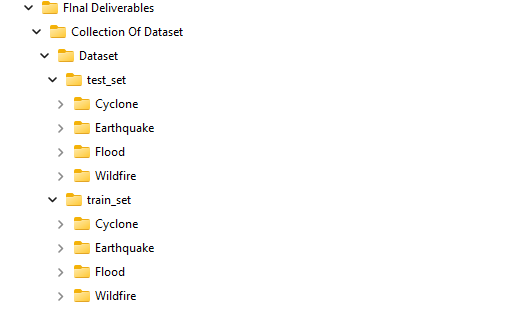 FInal Deliverables
Collection Of Dataset
Dataset
test_set
Cyclone
Earthquake
Flood
Wildfire
train_set
Cyclone
Earthquake
Flood
Wildfire